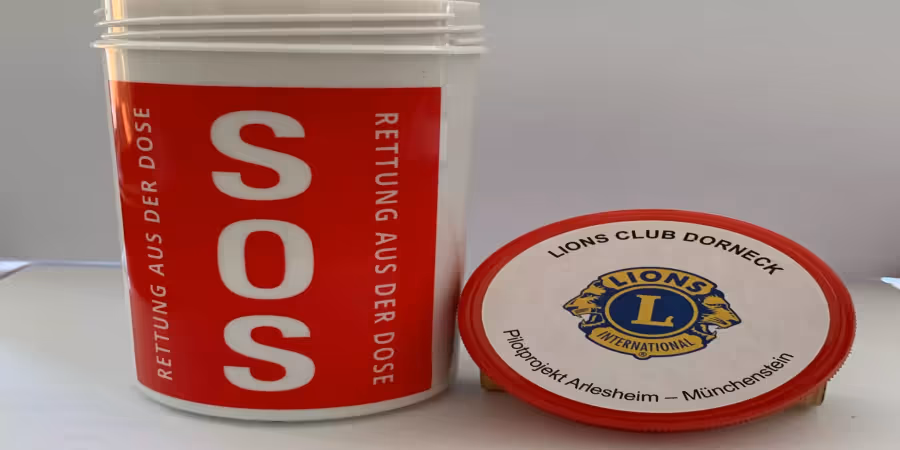 RETTUNG AUS DER DOSE
SOS
RETTUNG AUS DER DOSE
LIONS CLUB DORNECK
LIONS
L
INTERNATIONAL
®
Pilotprojekt Arlesheim – Münchenstein